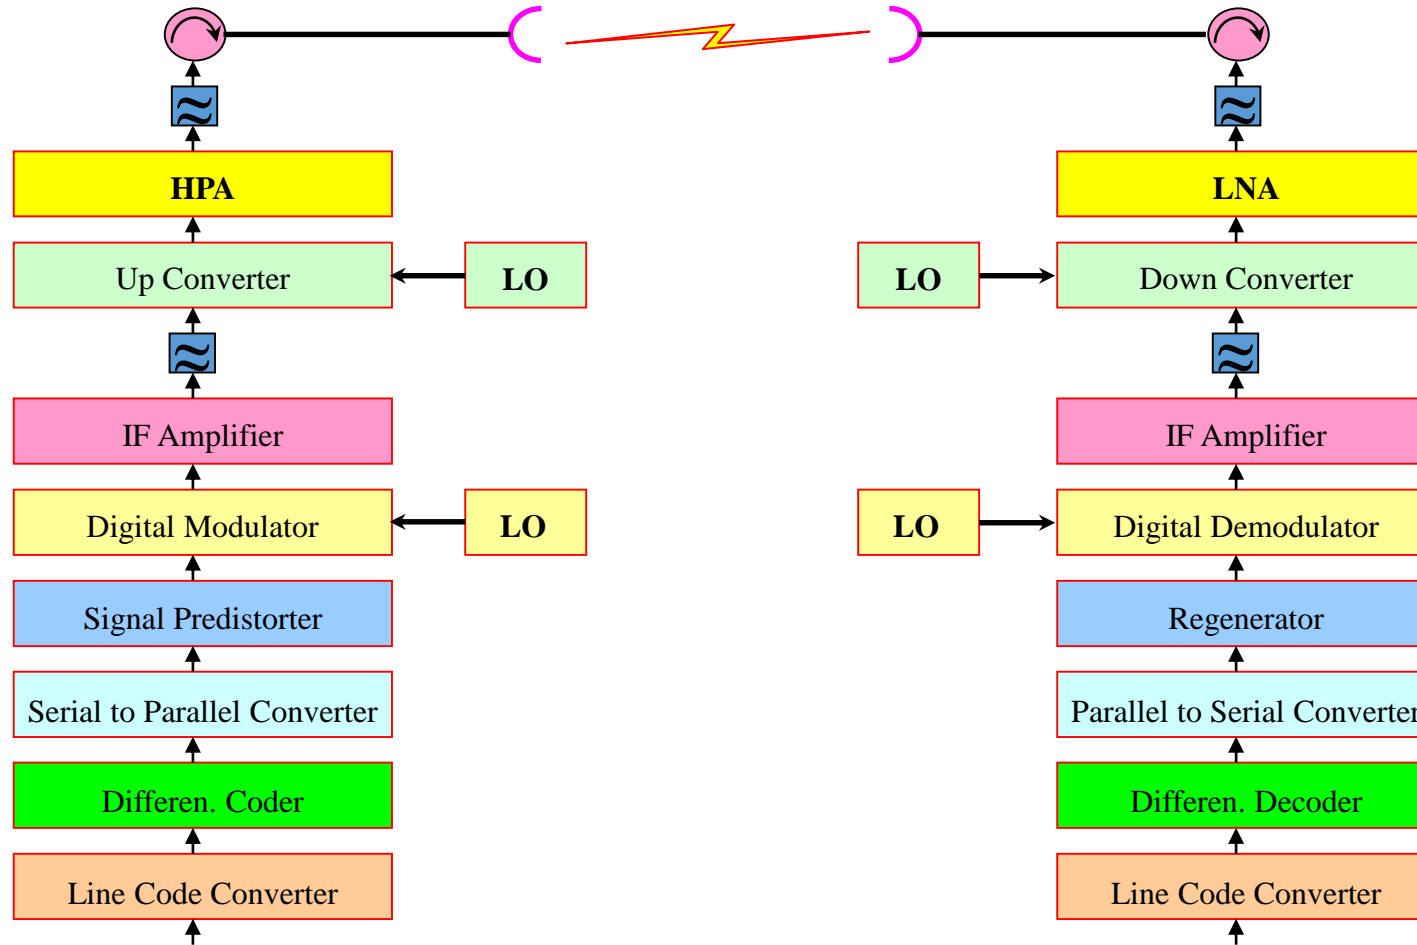 HPA
Up Converter
LO
IF Amplifier
Digital Modulator
LO
Signal Predistorter
Serial to Parallel Converter
Differen. Coder
Line Code Converter
LNA
LO
Down Converter
IF Amplifier
LO
Digital Demodulator
Regenerator
Parallel to Serial Converter
Differen. Decoder
Line Code Converter